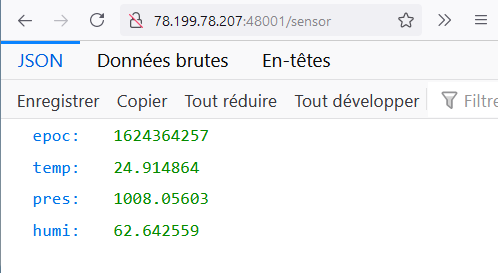 78.199.78.207:48001/sensor
JSON Données brutes En-têtes
Enregistrer Copier Tout réduire Tout développer Filtre
epoc: 1624364257
temp: 24.914864
pres: 1008.05603
humi: 62.642559